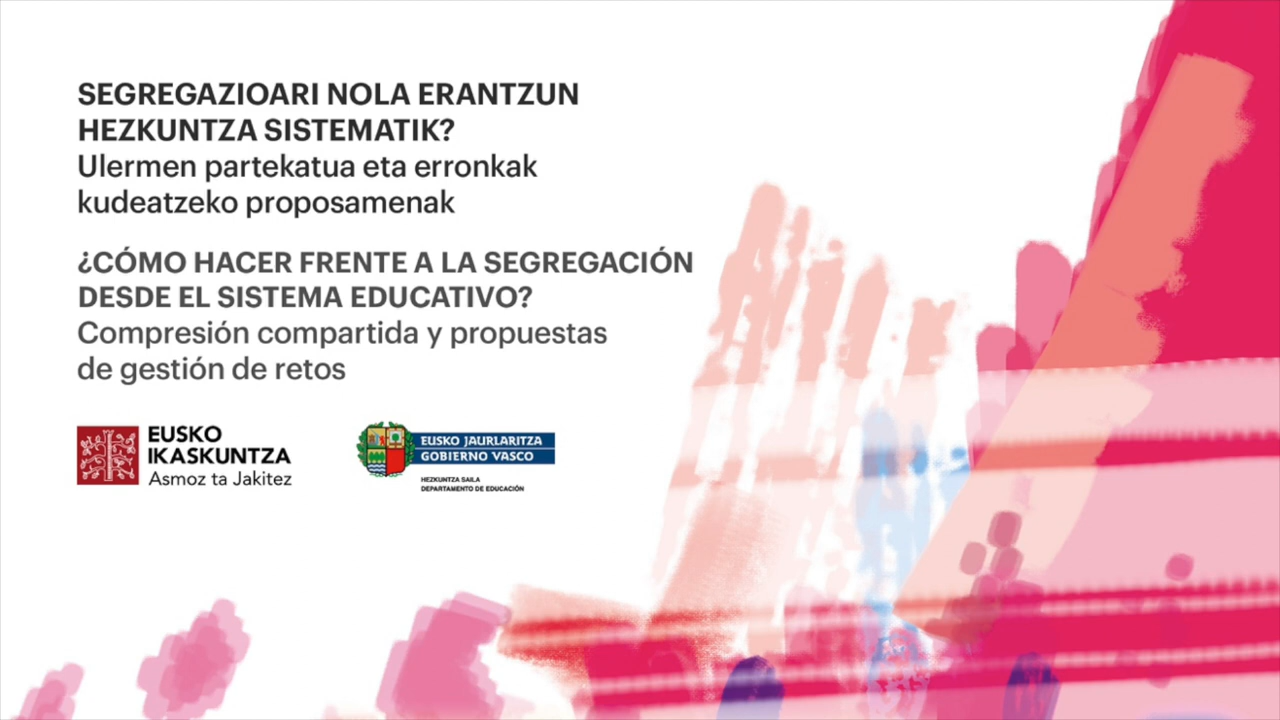 SEGREGAZIOARI NOLA ERANTZUN
HEZKUNTZA SISTEMATIK?
Ulermen partekatua eta erronkak
kudeatzeko proposamenak
¿CÓMO HACER FRENTE A LA SEGREGACIÓN
DESDE EL SISTEMA EDUCATIVO?
Compresión compartida y propuestas
de gestión de retos
EUSKO
IKASKUNTZA
Asmoz ta Jakitez
EUSKO JAURLARITZA
GOBIERNO VASCO
HEZKUNTZA SAILA
DEPARTAMENTO DE EDUCACIÓN